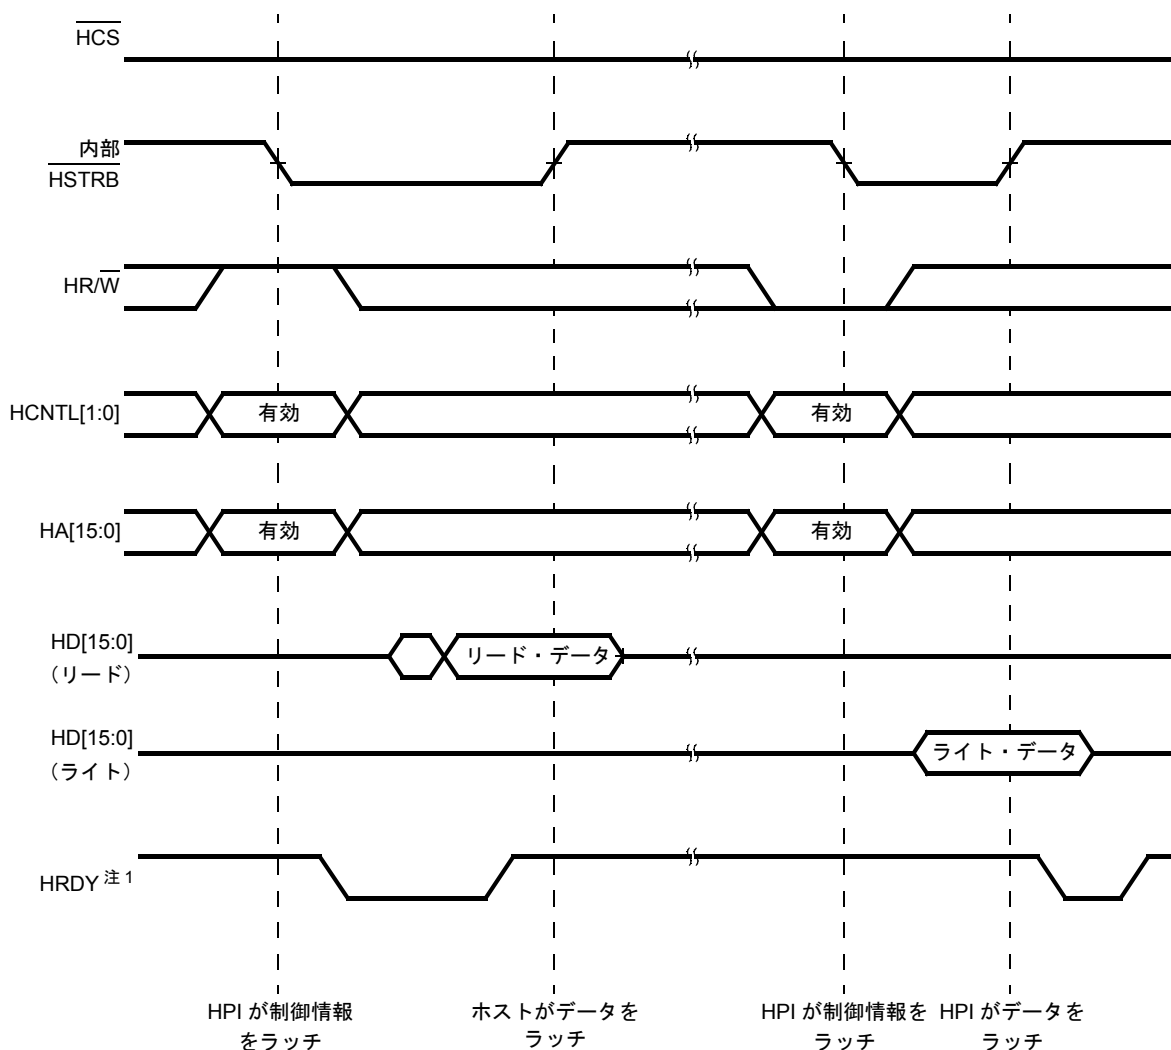 HCS
内部
HSTRB
HR/W
HCNTL[1:0]
有効
有効
HA[15:0]
有効
有効
HD[15:0]
（リード）
リード・データ
HD[15:0]
（ライト）
ライト・データ
HRDY 注 1
HPI が制御情報
をラッチ
ホストがデータを
ラッチ
HPI が制御情報を
ラッチ
HPI がデータを
ラッチ